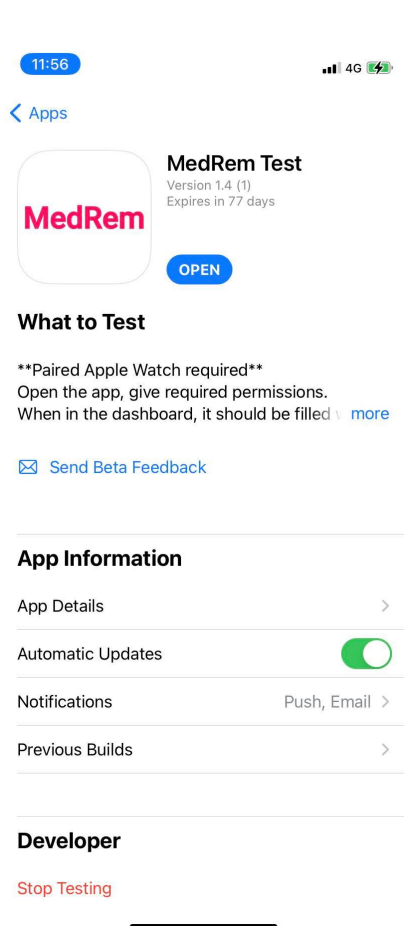 11:56
4G
Apps
MedRem
MedRem Test
Version 1.4 (1)
Expires in 77 days
OPEN
What to Test
**Paired Apple Watch required**
Open the app, give required permissions.
When in the dashboard, it should be filled more
Send Beta Feedback
App Information
App Details
Automatic Updates
Notifications Push, Email
Previous Builds
Developer
Stop Testing